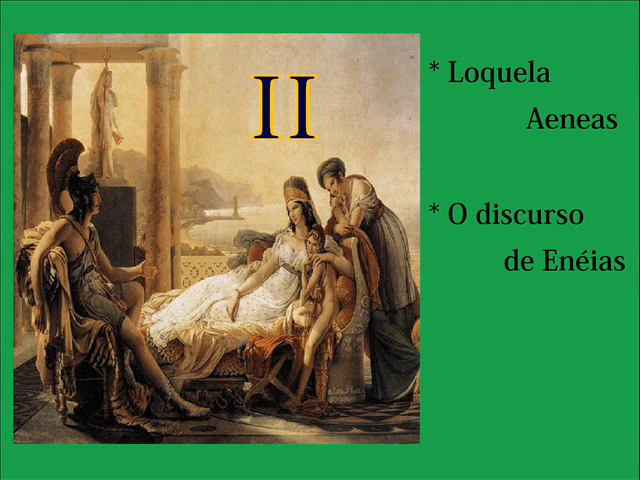 II
* Loquela
Aeneas
* O discurso
de Enéias